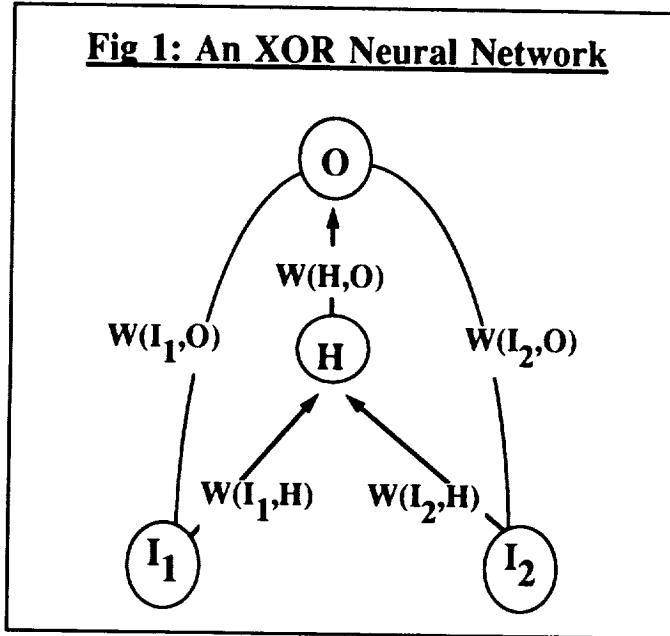 Fig 1: An XOR Neural Network
O
W(H,O)
W(I₁,O)
W(I₂,O)
H
W(I₁,H)
W(I₂,H)
I₁
I₂